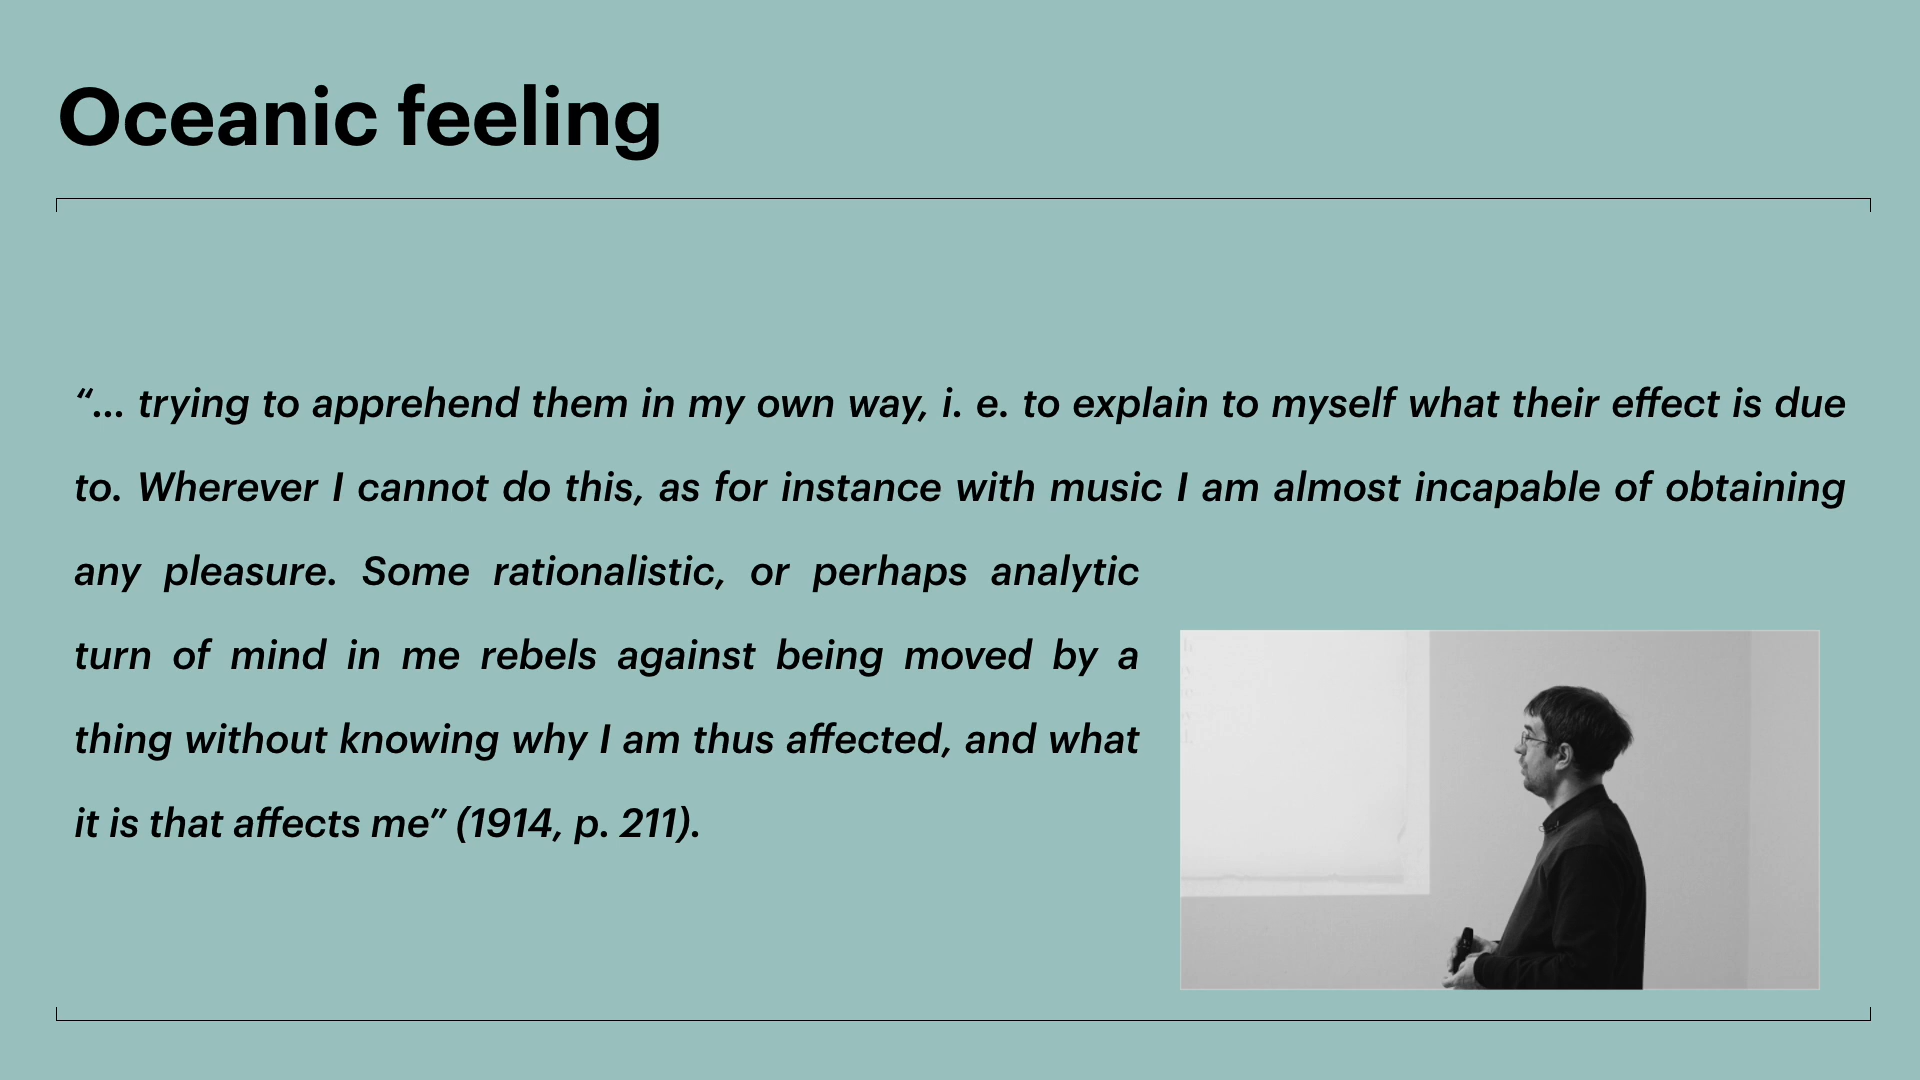 Oceanic feeling
“... trying to apprehend them in my own way, i. e. to explain to myself what their effect is due
to. Wherever I cannot do this, as for instance with music I am almost incapable of obtaining
any pleasure. Some rationalistic, or perhaps analytic
turn of mind in me rebels against being moved by a
thing without knowing why I am thus affected, and what
it is that affects me” (1914, p. 211).